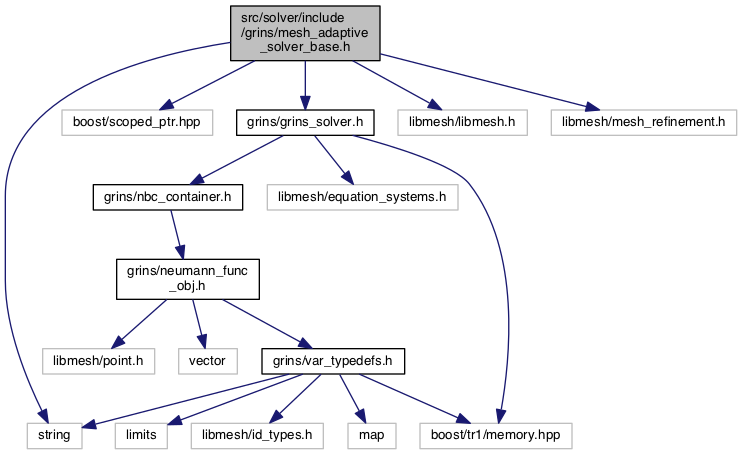 src/solver/include
/grins/mesh_adaptive
_solver_base.h
boost/scoped_ptr.hpp
grins/grins_solver.h
libmesh/libmesh.h
libmesh/mesh_refinement.h
grins/nbc_container.h
libmesh/equation_systems.h
grins/neumann_func
_obj.h
libmesh/point.h
vector
grins/var_typedefs.h
string
limits
libmesh/id_types.h
map
boost/tr1/memory.hpp